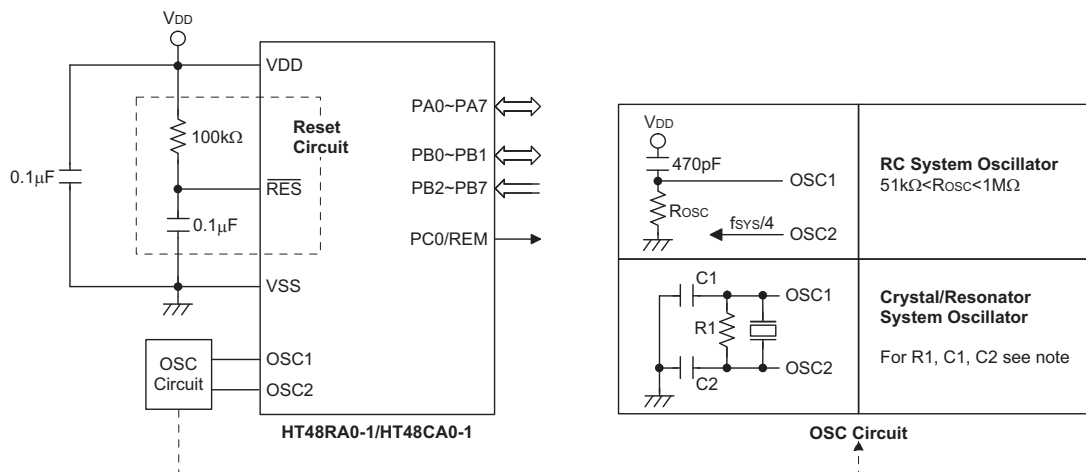 VDD
VDD
100kΩ
Reset
Circuit
0.1µF
RES
0.1µF
VSS
OSC
Circuit
OSC1
OSC2
PA0~PA7
PB0~PB1
PB2~PB7
PC0/REM
HT48RA0-1/HT48CA0-1
VDD
470pF
OSC1
ROSC
fSYS/4
OSC2
RC System Oscillator
51kΩ<ROSC<1MΩ
C1
OSC1
R1
C2
OSC2
Crystal/Resonator
System Oscillator
For R1, C1, C2 see note
OSC Circuit